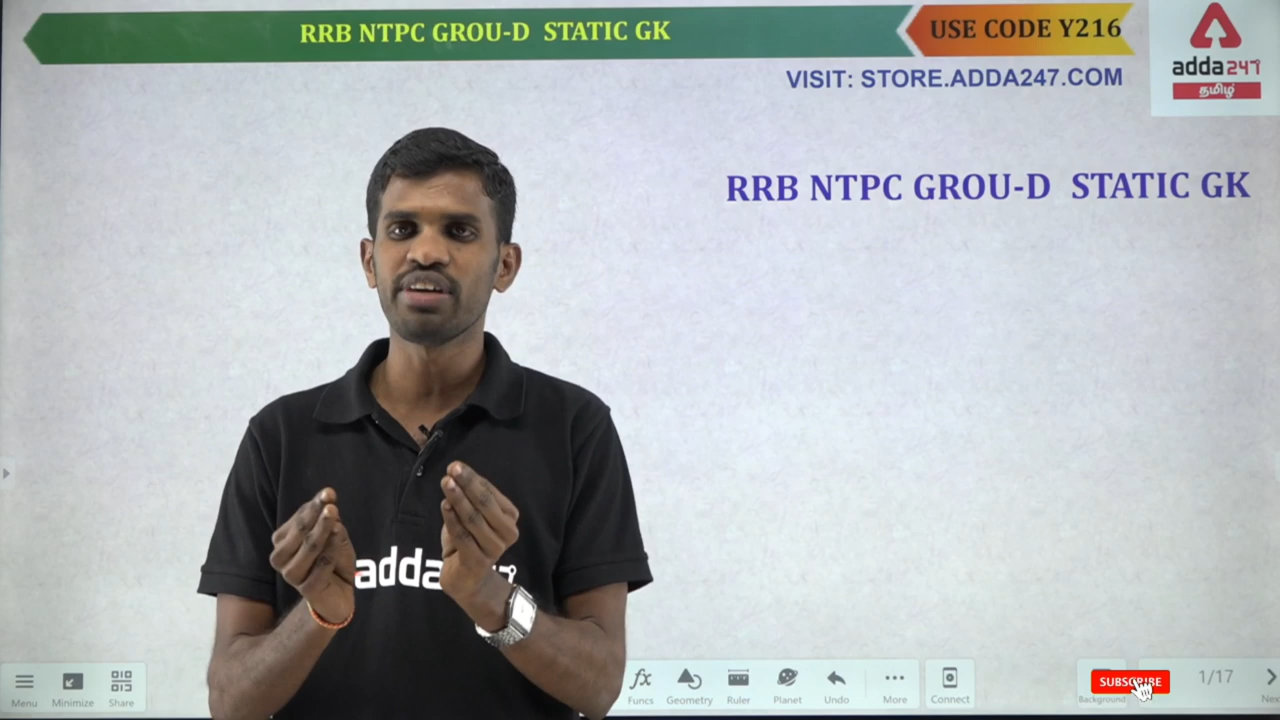 RRB NTPC GROU-D STATIC GK
USE CODE Y216
adda247
தமிழ்
VISIT: STORE.ADDA247.COM
RRB NTPC GROU-D STATIC GK
adda
Menu
Minimize
Share
fx
Funcs
Geometry
Ruler
Planet
Undo
More
Connect
Background
SUBSCRIBE
1/17